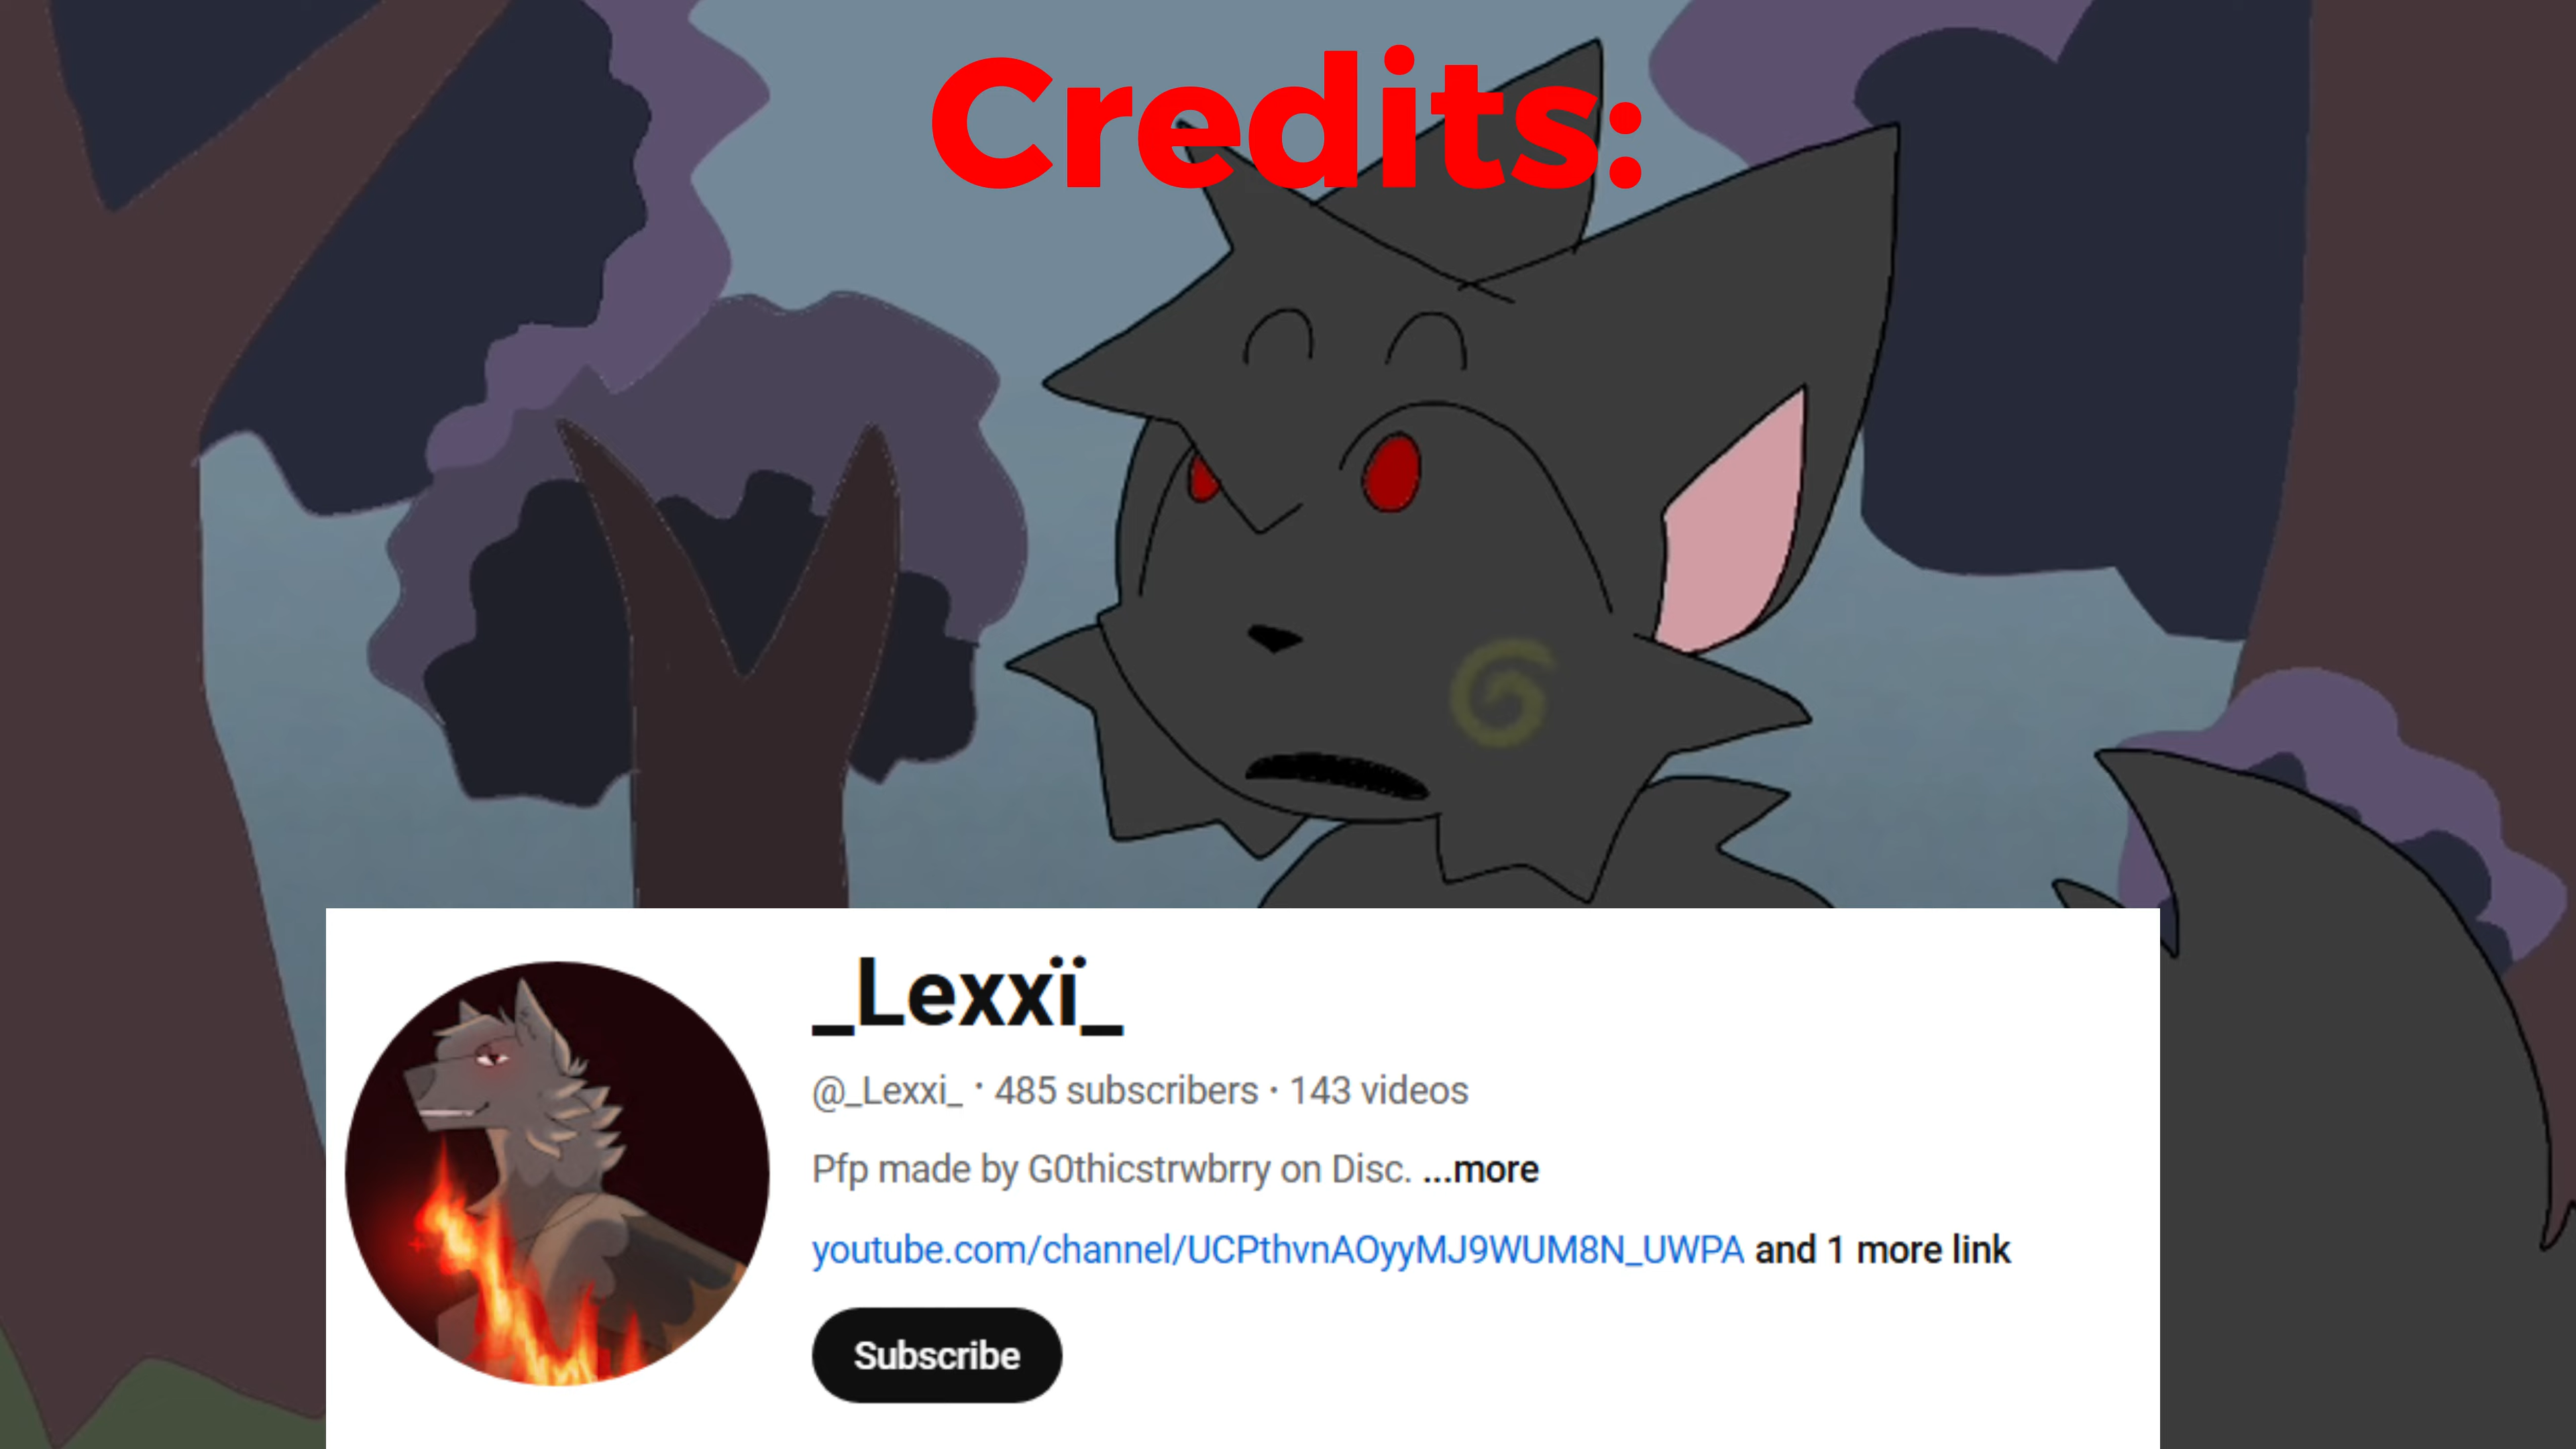 Credits:
_Lexxï_
@_Lexxi_ · 485 subscribers · 143 videos
Pfp made by G0thicstrwbrry on Disc. ...more
youtube.com/channel/UCPthvnAOyyMJ9WUM8N_UWPA and 1 more link
Subscribe